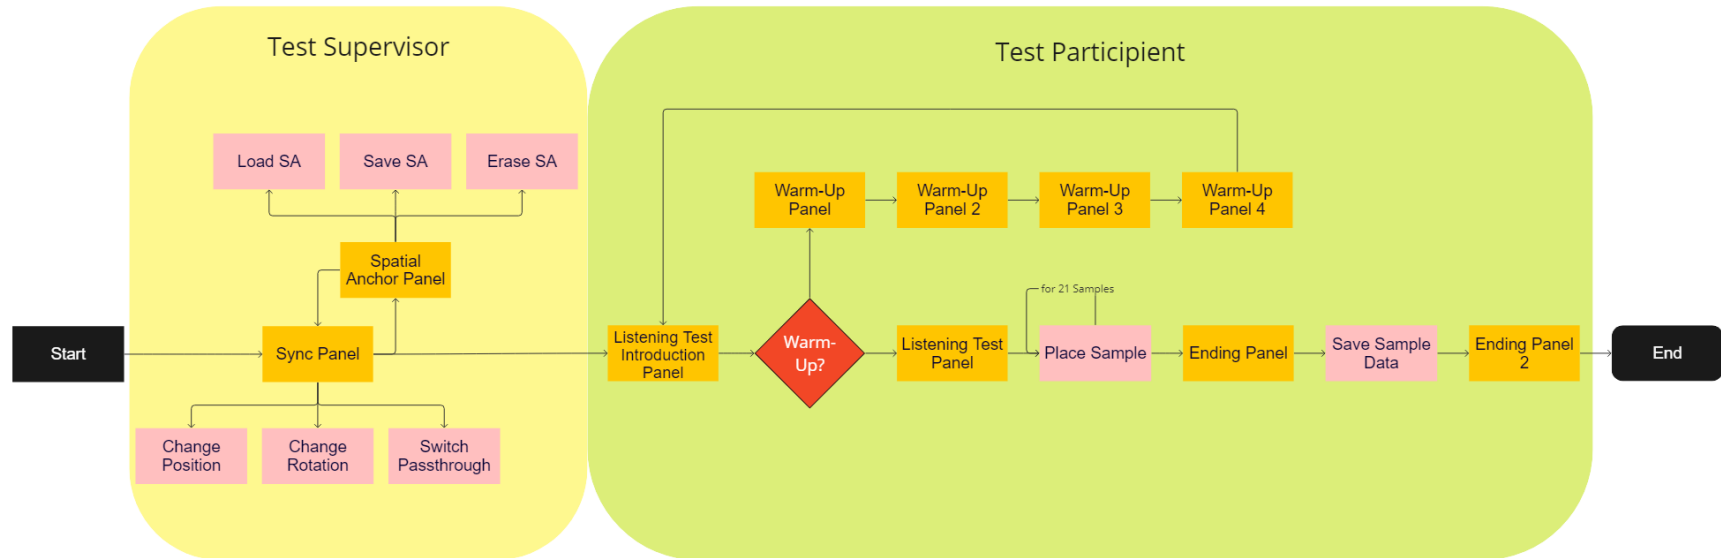 Test Supervisor
Test Participient
Load SA
Save SA
Erase SA
Warm-Up
Panel
Warm-Up
Panel 2
Warm-Up
Panel 3
Warm-Up
Panel 4
Spatial
Anchor Panel
for 21 Samples
Start
Sync Panel
Listening Test
Introduction
Panel
Warm-
Up?
Listening Test
Panel
Place Sample
Ending Panel
Save Sample
Data
Ending Panel
2
End
Change
Position
Change
Rotation
Switch
Passthrough